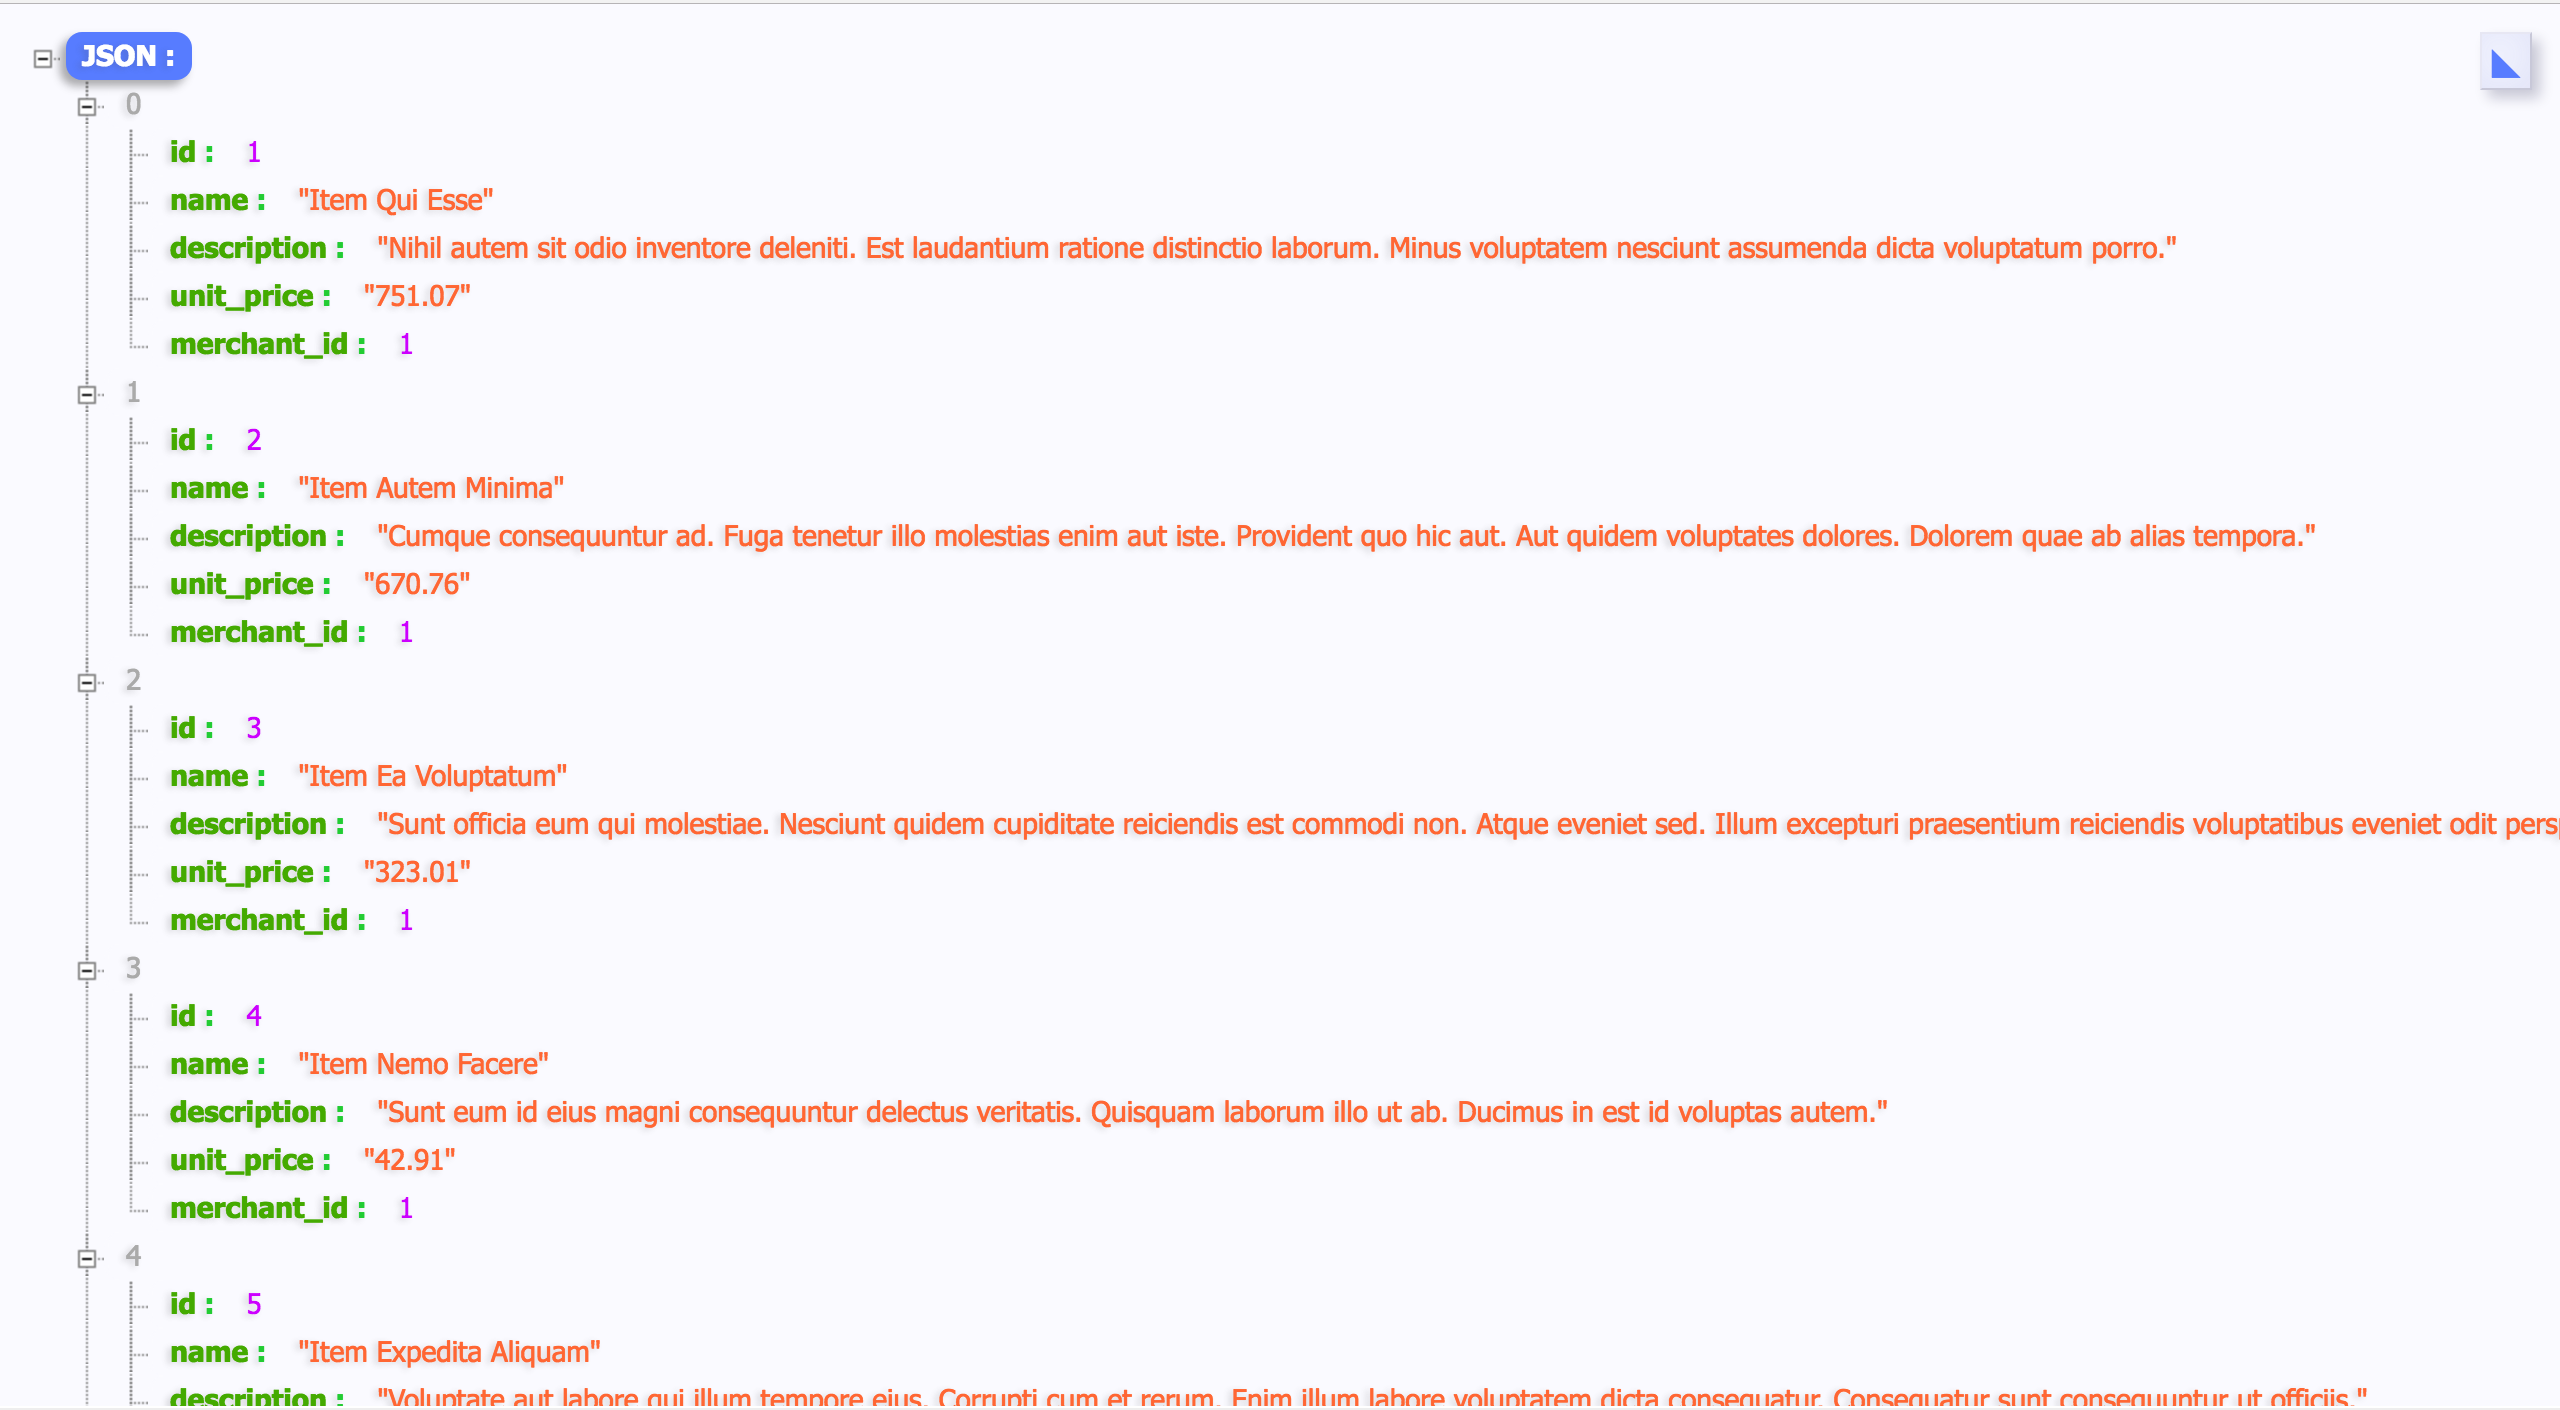 JSON :
0
id : 1
name : "Item Qui Esse"
description : "Nihil autem sit odio inventore deleniti. Est laudantium ratione distinctio laborum. Minus voluptatem nesciunt assumenda dicta voluptatum porro."
unit_price : "751.07"
merchant_id : 1
1
id : 2
name : "Item Autem Minima"
description : "Cumque consequuntur ad. Fuga tenetur illo molestias enim aut iste. Provident quo hic aut. Aut quidem voluptates dolores. Dolorem quae ab alias tempora."
unit_price : "670.76"
merchant_id : 1
2
id : 3
name : "Item Ea Voluptatum"
description : "Sunt officia eum qui molestiae. Nesciunt quidem cupiditate reiciendis est commodi non. Atque eveniet sed. Illum excepturi praesentium reiciendis voluptatibus eveniet odit
unit_price : "323.01"
merchant_id : 1
3
id : 4
name : "Item Nemo Facere"
description : "Sunt eum id eius magni consequuntur delectus veritatis. Quisquam laborum illo ut ab. Ducimus in est id voluptas autem."
unit_price : "42.91"
merchant_id : 1
4
id : 5
name : "Item Expedita Aliquam"
description : "Voluptate aut labore qui illum tempore eius. Corrupti cum et rerum. Enim illum labore voluptatem dicta consequatur. Consequatur sunt consequuntur ut officiis."